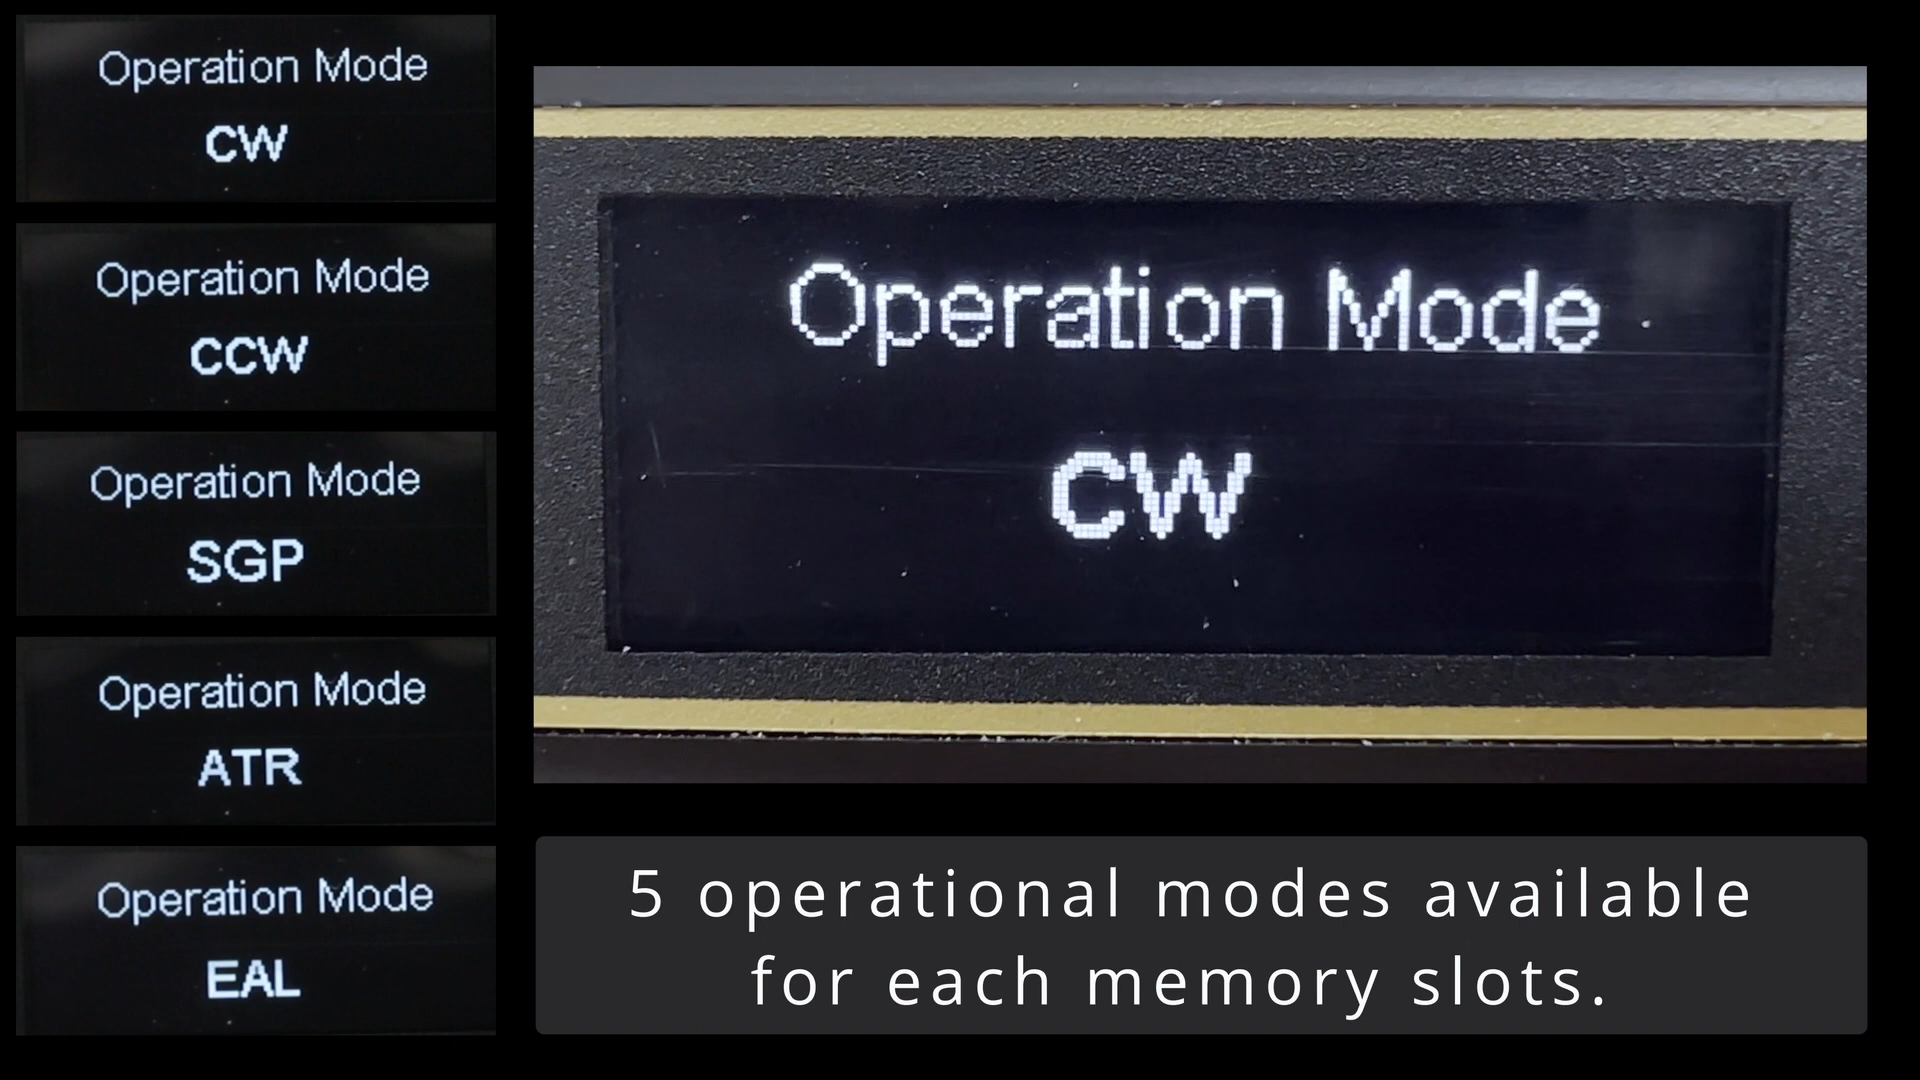 Operation Mode
CW
Operation Mode
CCW
Operation Mode
SGP
Operation Mode
ATR
Operation Mode
EAL
Operation Mode
CW
5 operational modes available
for each memory slots.